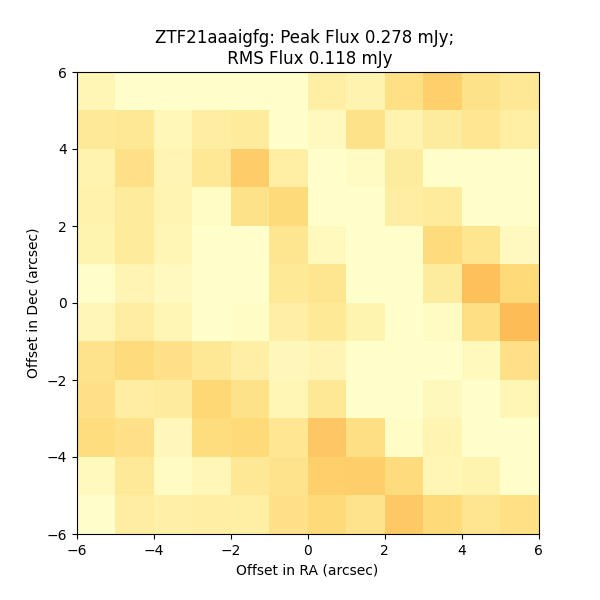 ZTF21aaaigfg: Peak Flux 0.278 mJy;
RMS Flux 0.118 mJy
6
4
2
0
−2
−4
−6
Offset in Dec (arcsec)
−6 −4 −2 0 2 4 6
Offset in RA (arcsec)